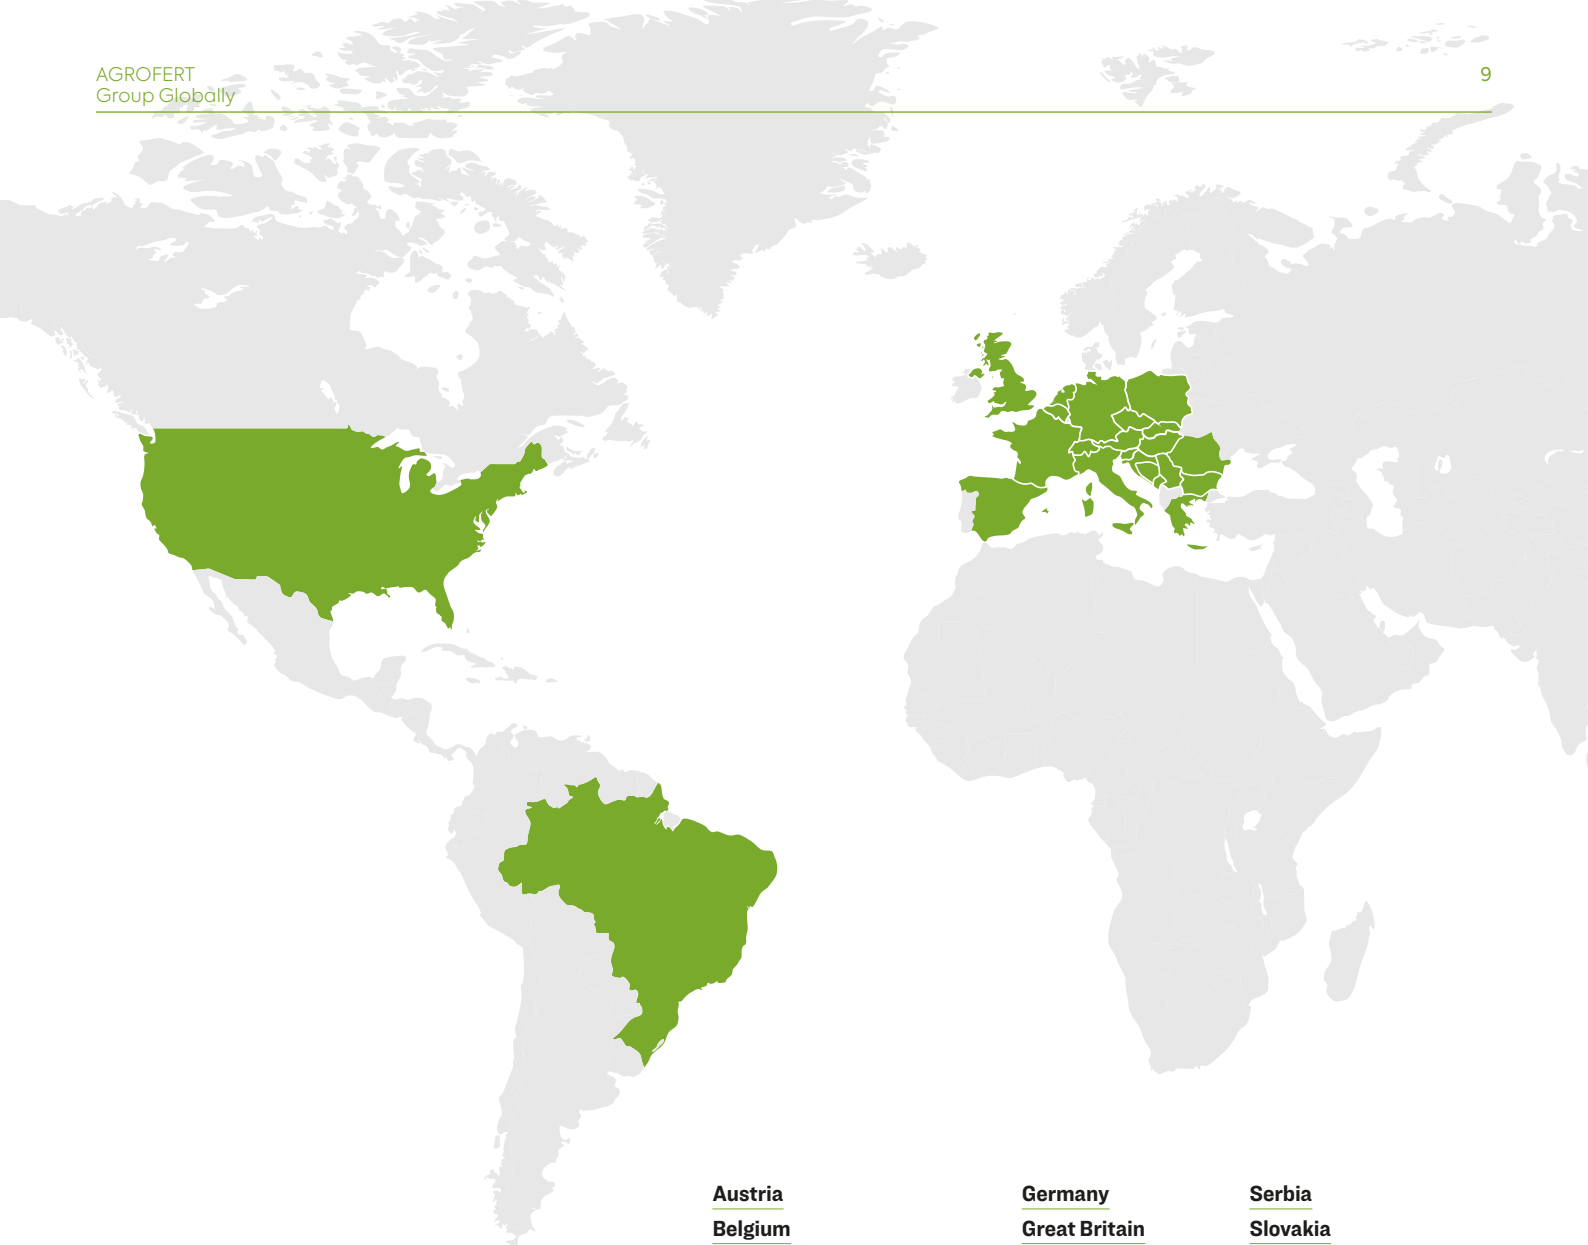 AGROFERT
Group Globally
9
Austria
Belgium
Germany
Great Britain
Serbia
Slovakia